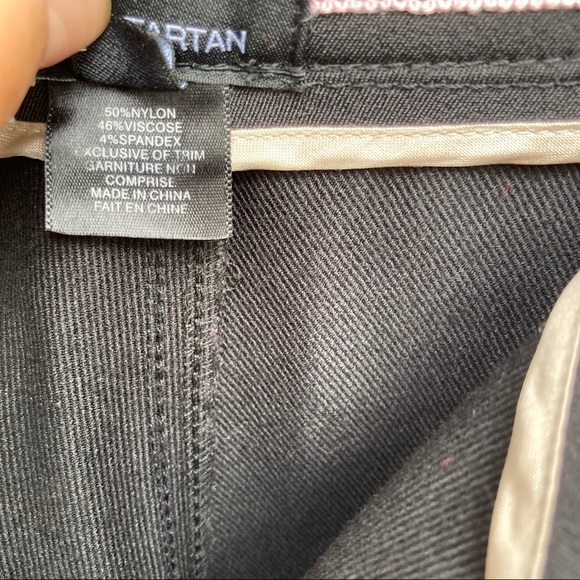 TARTAN
50%NYLON
46%VISCOSE
4%SPANDEX
EXCLUSIVE OF TRIM
GARNITURE NON
COMPRISE
MADE IN CHINA
FAIT EN CHINE